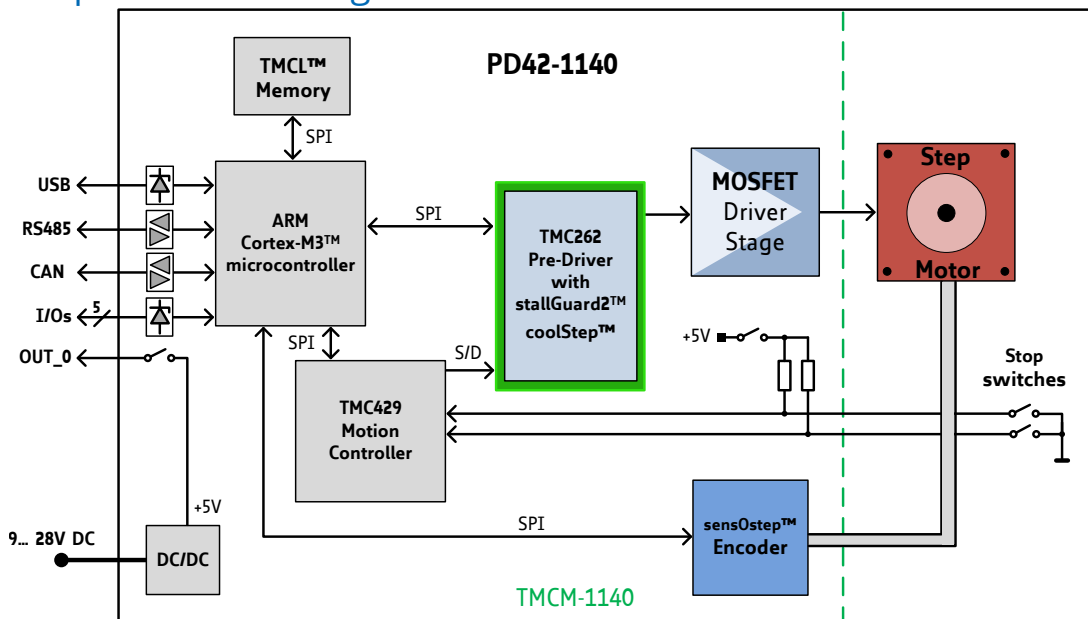 PD42-1140
TMCL™
Memory
SPI
USB
RS485
CAN
I/Os
5
OUT_0
ARM
Cortex-M3™
microcontroller
SPI
TMC262
Pre-Driver
with
stallGuard2™
coolStep™
MOSFET
Driver
Stage
Step
Motor
SPI
S/D
+5V
Stop
switches
TMC429
Motion
Controller
+5V
9... 28V DC
DC/DC
SPI
sensOstep™
Encoder
TMCM-1140